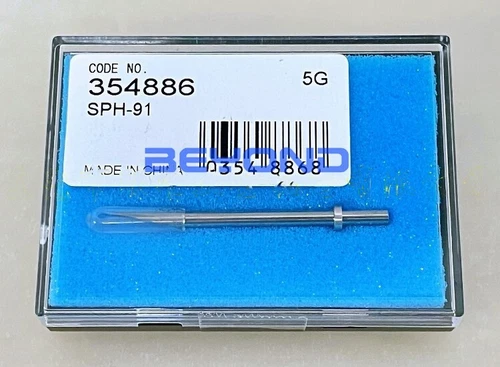 CODE NO.
354886
5G
SPH-91
BEYOND
MADE IN CHINA
0354 8868